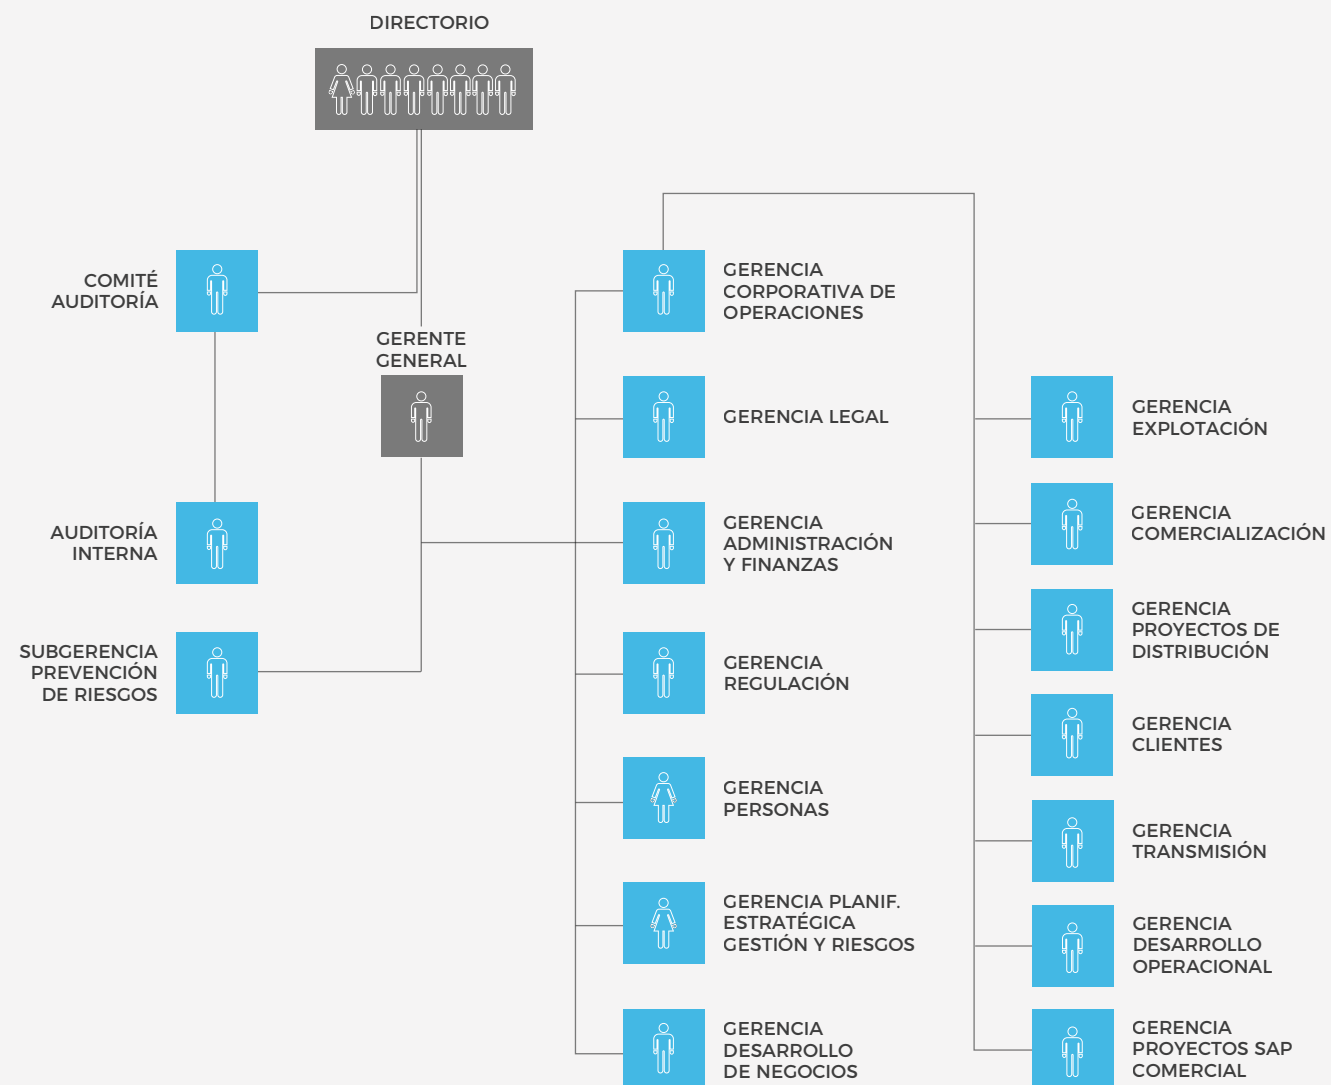 DIRECTORIO
COMITÉ
AUDITORÍA
GERENTE
GENERAL
AUDITORÍA
INTERNA
SUBGERENCIA
PREVENCIÓN
DE RIESGOS
GERENCIA
CORPORATIVA DE
OPERACIONES
GERENCIA LEGAL
GERENCIA
ADMINISTRACIÓN
Y FINANZAS
GERENCIA
REGULACIÓN
GERENCIA
PERSONAS
GERENCIA PLANIF.
ESTRATÉGICA
GESTIÓN Y RIESGOS
GERENCIA
DESARROLLO
DE NEGOCIOS
GERENCIA
EXPLOTACIÓN
GERENCIA
COMERCIALIZACIÓN
GERENCIA
PROYECTOS DE
DISTRIBUCIÓN
GERENCIA
CLIENTES
GERENCIA
TRANSMISIÓN
GERENCIA
DESARROLLO
OPERACIONAL
GERENCIA
PROYECTOS SAP
COMERCIAL